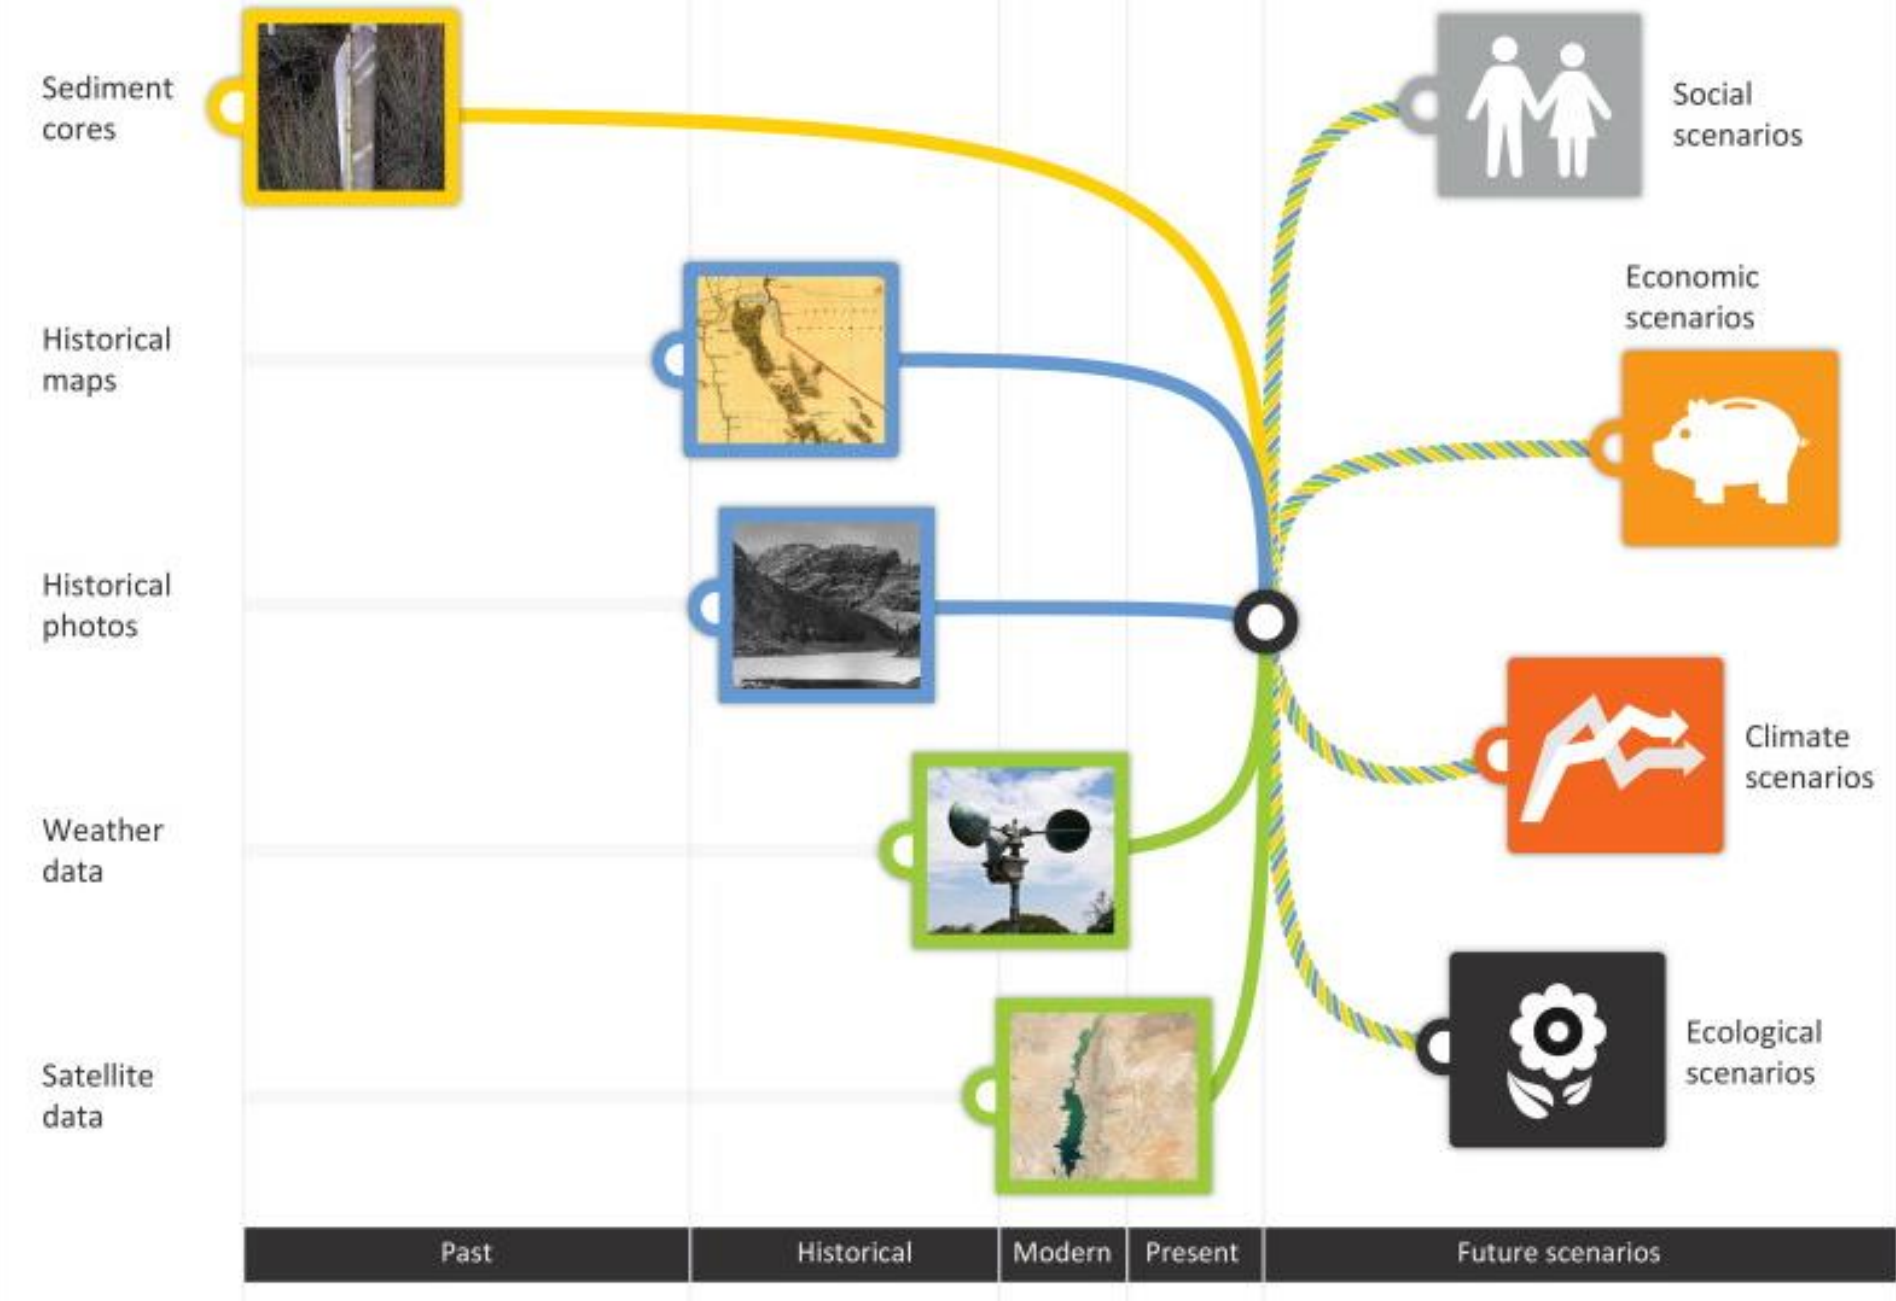 Sediment
cores
Social
scenarios
Economic
scenarios
Historical
maps
Historical
photos
Climate
scenarios
Weather
data
Ecological
scenarios
Satellite
data
Past
Historical
Modern
Present
Future scenarios